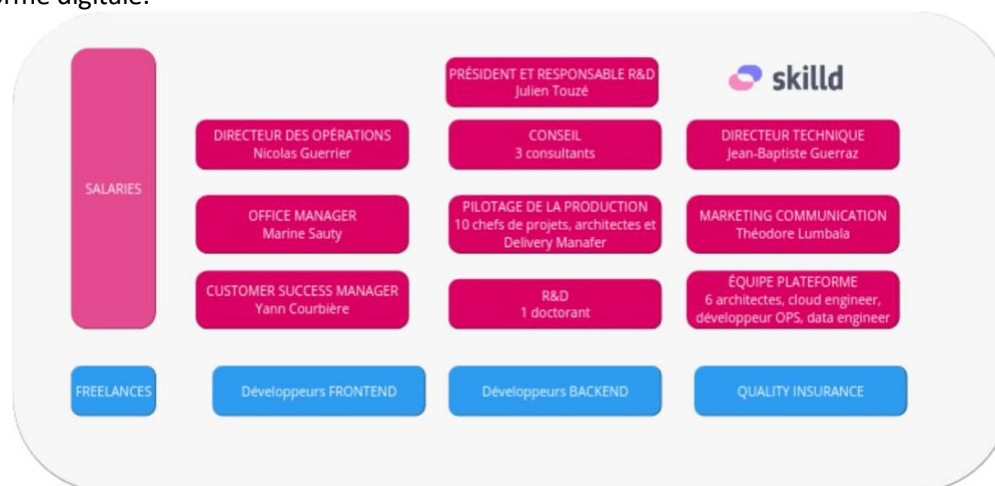 orme digitale.
PRÉSIDENT ET RESPONSABLE R&D
Julien Touzé
skilld
DIRECTEUR DES OPÉRATIONS
Nicolas Guerrier
CONSEIL
3 consultants
DIRECTEUR TECHNIQUE
Jean-Baptiste Guerraz
SALARIES
OFFICE MANAGER
Marine Sauty
PILOTAGE DE LA PRODUCTION
10 chefs de projets, architectes et
Delivery Manafer
MARKETING COMMUNICATION
Théodore Lumbala
CUSTOMER SUCCESS MANAGER
Yann Courbière
R&D
1 doctorant
ÉQUIPE PLATEFORME
6 architectes, cloud engineer,
développeur OPS, data engineer
FREELANCES
Développeurs FRONTEND
Développeurs BACKEND
QUALITY INSURANCE